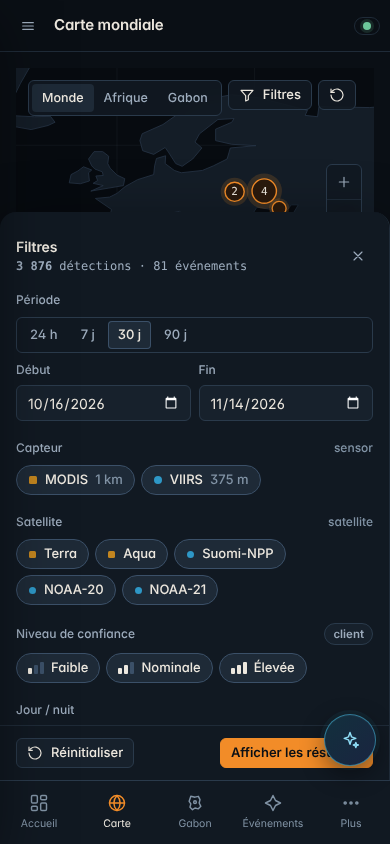 Carte mondiale
Monde Afrique Gabon Filtres
2 4
+
Filtres
3 876 détections · 81 événements
Période
24 h 7 j 30 j 90 j
Début Fin
10/16/2026 11/14/2026
Capteur sensor
MODIS 1 km VIIRS 375 m
Satellite satellite
Terra Aqua Suomi-NPP
NOAA-20 NOAA-21
Niveau de confiance client
Faible Nominale Élevée
Jour / nuit
Réinitialiser Afficher les
Accueil Carte Gabon Événements Plus